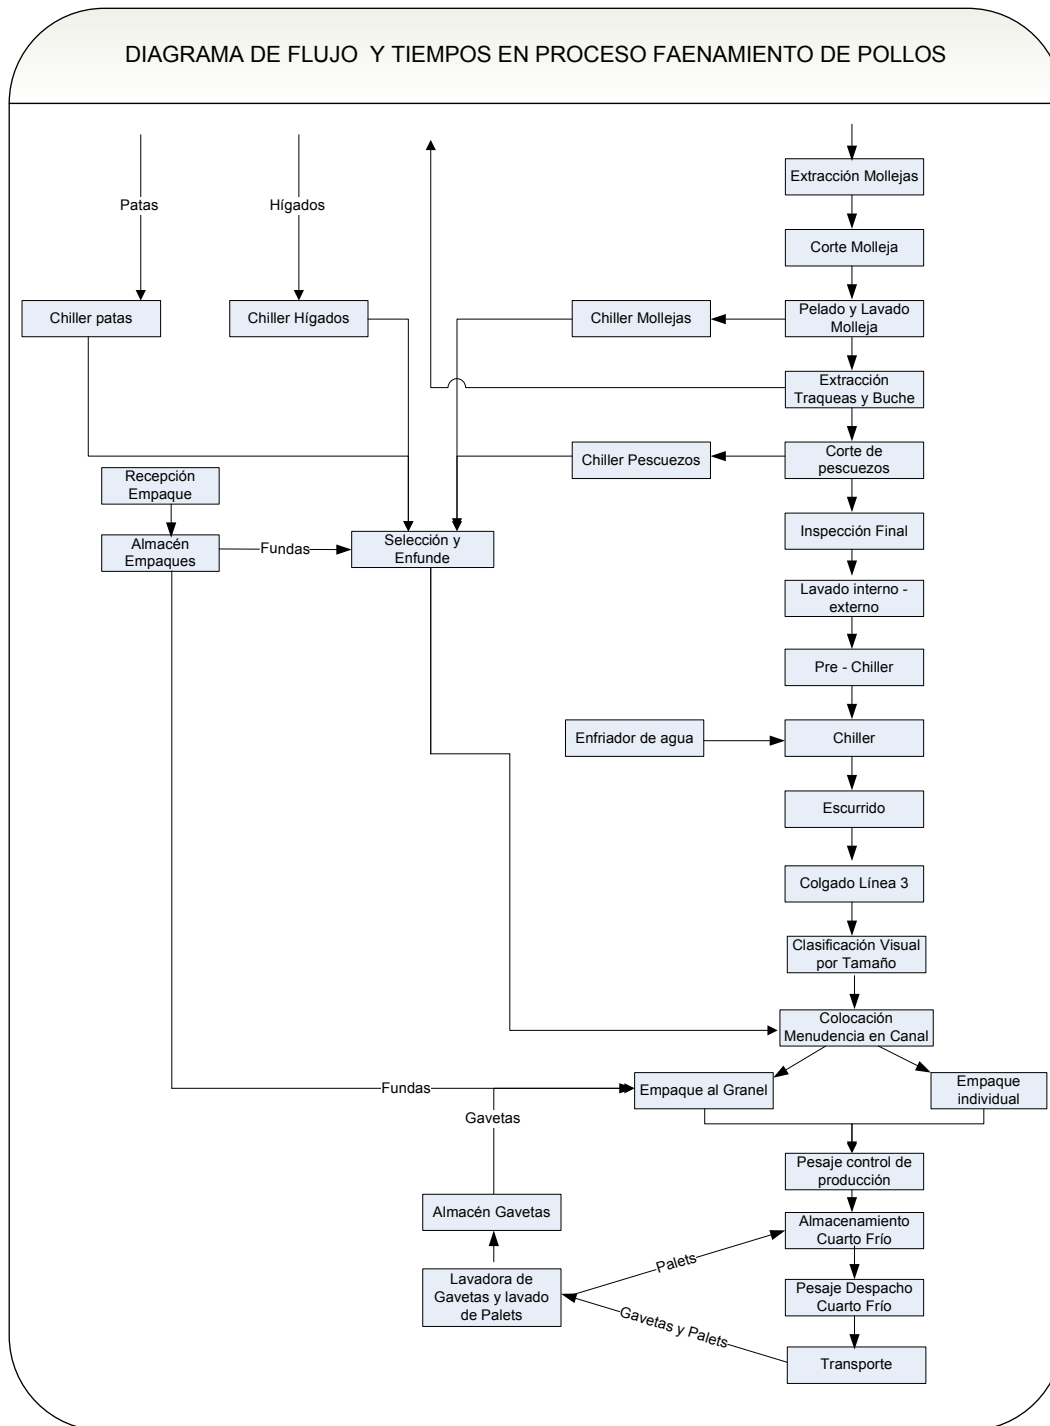 DIAGRAMA DE FLUJO Y TIEMPOS EN PROCESO FAENAMIENTO DE POLLOS
Extracción Mollejas
Patas
Hígados
Corte Molleja
Chiller patas
Chiller Hígados
Chiller Mollejas
Pelado y Lavado
Molleja
Extracción
Traqueas y Buche
Chiller Pescuezos
Corte de
pescuezos
Recepción
Empaque
Almacén
Empaques
Fundas
Selección y
Enfunde
Inspección Final
Lavado interno -
externo
Pre - Chiller
Enfriador de agua
Chiller
Escurrido
Colgado Línea 3
Clasificación Visual
por Tamaño
Colocación
Menudencia en Canal
Fundas
Empaque al Granel
Empaque
individual
Gavetas
Pesaje control de
producción
Almacén Gavetas
Almacenamiento
Cuarto Frío
Palets
Lavadora de
Gavetas y lavado
de Palets
Pesaje Despacho
Cuarto Frío
Gavetas y Palets
Transporte